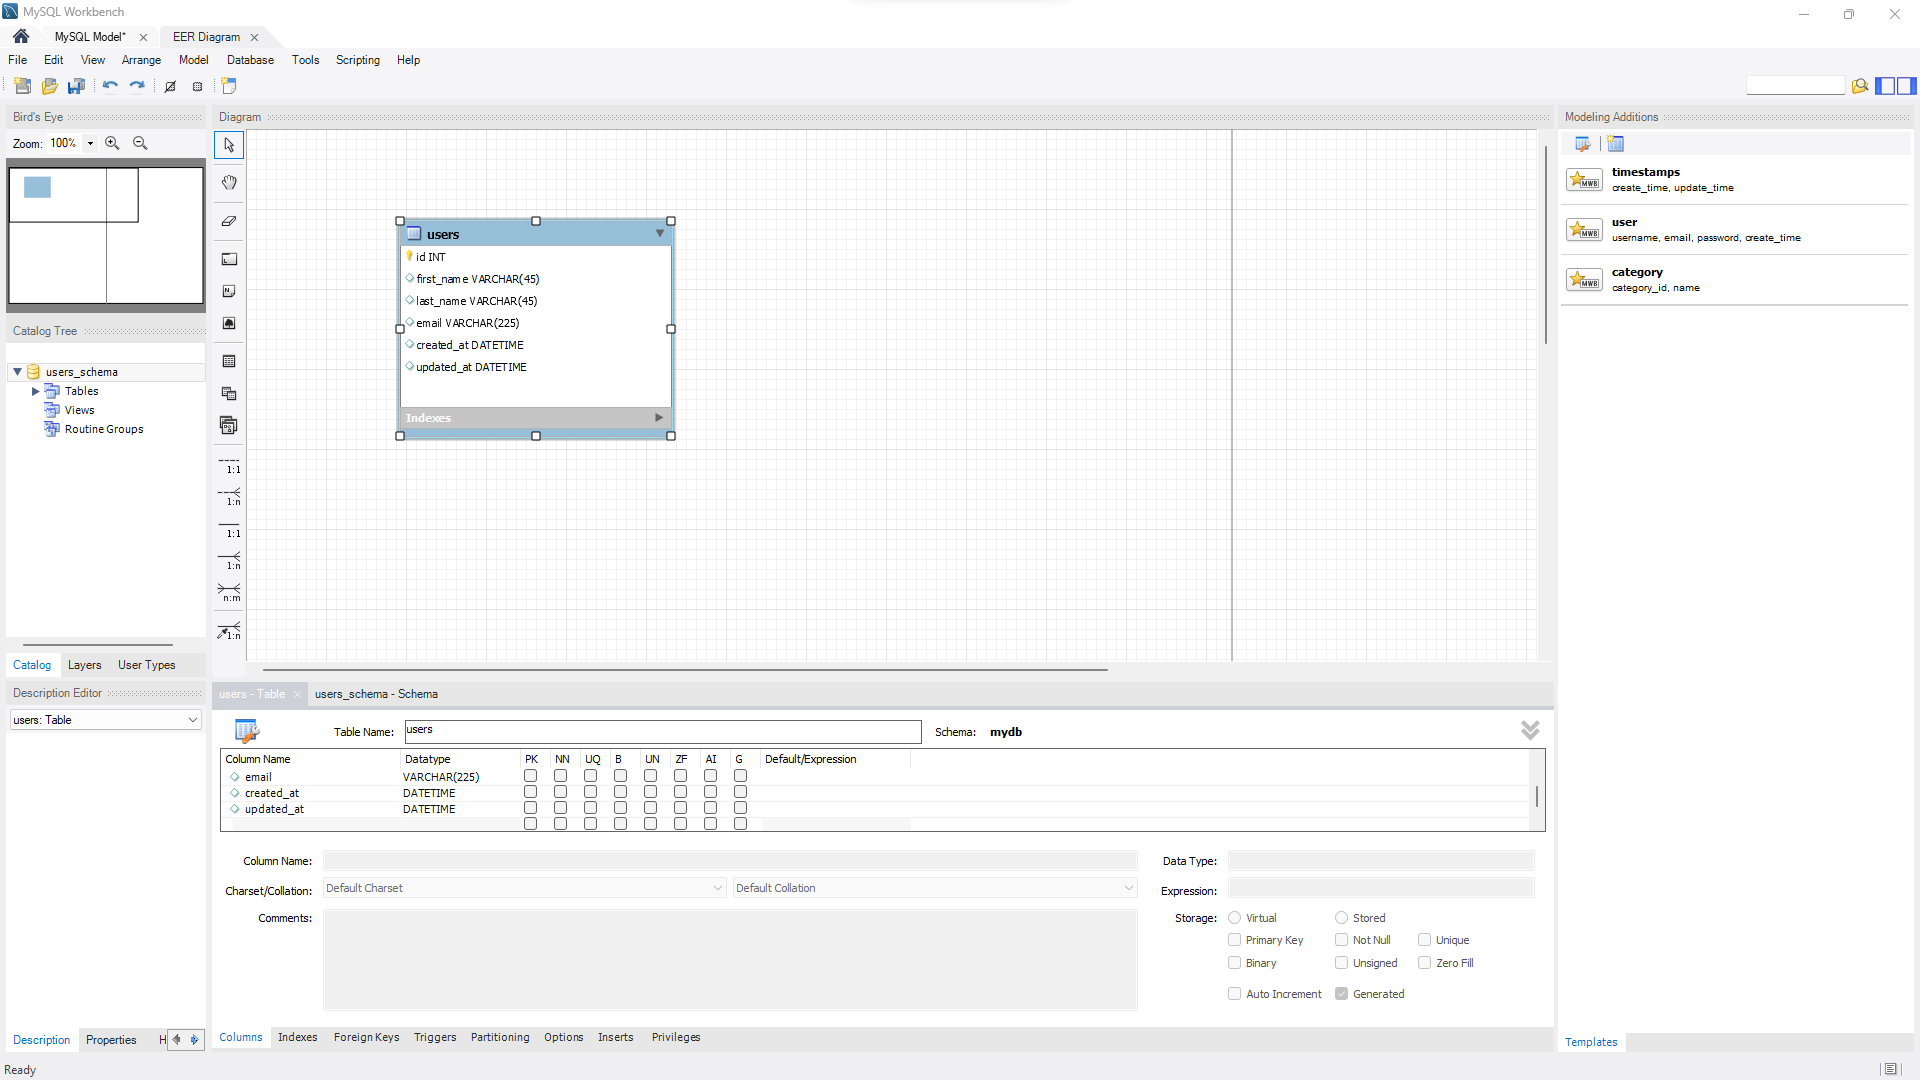 MySQL Workbench
MySQL Model* EER Diagram
File Edit View Arrange Model Database Tools Scripting Help
Bird's Eye
Zoom: 100%
Catalog Tree
users_schema
Tables
Views
Routine Groups
Catalog Layers User Types
Description Editor
users: Table
Description Properties H
Ready
Diagram
1:1
1:n
1:1
1:n
n:m
1:n
users
id INT
first_name VARCHAR(45)
last_name VARCHAR(45)
email VARCHAR(225)
created_at DATETIME
updated_at DATETIME
Indexes
users - Table users_schema - Schema
Table Name: users Schema: mydb
Column Name Datatype PK NN UQ B UN ZF AI G Default/Expression
email VARCHAR(225)
created_at DATETIME
updated_at DATETIME
Column Name: Data Type:
Charset/Collation: Default Charset Default Collation Expression:
Comments: Storage: Virtual Stored
Primary Key Not Null Unique
Binary Unsigned Zero Fill
Auto Increment Generated
Columns Indexes Foreign Keys Triggers Partitioning Options Inserts Privileges
Modeling Additions
MWB
timestamps
create_time, update_time
MWB
user
username, email, password, create_time
MWB
category
category_id, name
Templates